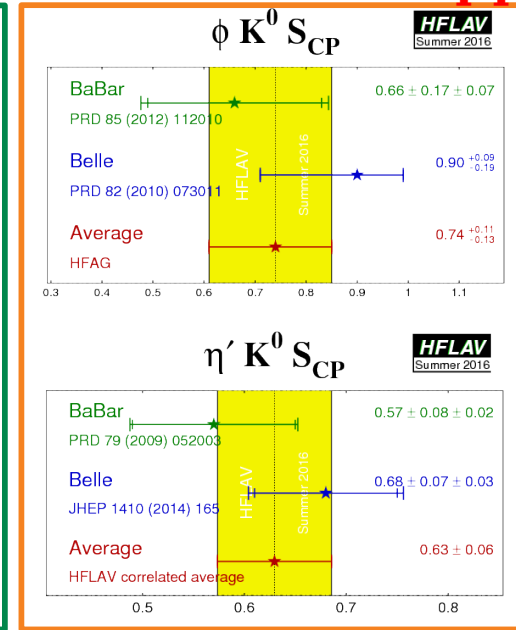 φ K⁰ S_CP
HFLAV
Summer 2016
BaBar
PRD 85 (2012) 112010
0.66 ± 0.17 ± 0.07
Belle
PRD 82 (2010) 073011
0.90 +0.09 -0.19
Average
HFAG
0.74 +0.11 -0.13
HFLAV
Summer 2016
0.3 0.4 0.5 0.6 0.7 0.8 0.9 1 1.1
η′ K⁰ S_CP
HFLAV
Summer 2016
BaBar
PRD 79 (2009) 052003
0.57 ± 0.08 ± 0.02
Belle
JHEP 1410 (2014) 165
0.68 ± 0.07 ± 0.03
Average
HFLAV correlated average
0.63 ± 0.06
HFLAV
Summer 2016
0.5 0.6 0.7 0.8